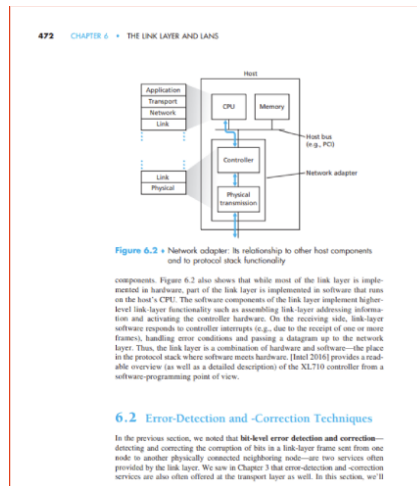 472 CHAPTER 6 • THE LINK LAYER AND LANS
Host
Application
Transport
Network
Link
CPU
Memory
Host bus
(e.g., PCI)
Controller
Network adapter
Link
Physical
Physical
transmission
Figure 6.2 • Network adapter: Its relationship to other host components
and to protocol stack functionality
components. Figure 6.2 also shows that while most of the link layer is imple-
mented in hardware, part of the link layer is implemented in software that runs
on the host's CPU. The software components of the link layer implement higher-
level link-layer functionality such as assembling link-layer addressing informa-
tion and activating the controller hardware. On the receiving side, link-layer
software responds to controller interrupts (e.g., due to the receipt of one or more
frames), handling error conditions and passing a datagram up to the network
layer. Thus, the link layer is a combination of hardware and software—the place
in the protocol stack where software meets hardware. [Intel 2016] provides a read-
able overview (as well as a detailed description) of the XL710 controller from a
software-programming point of view.
6.2 Error-Detection and -Correction Techniques
In the previous section, we noted that bit-level error detection and correction—
detecting and correcting the corruption of bits in a link-layer frame sent from one
node to another physically connected neighboring node—are two services often
provided by the link layer. We saw in Chapter 3 that error-detection and -correction
services are also often offered at the transport layer as well. In this section, we'll